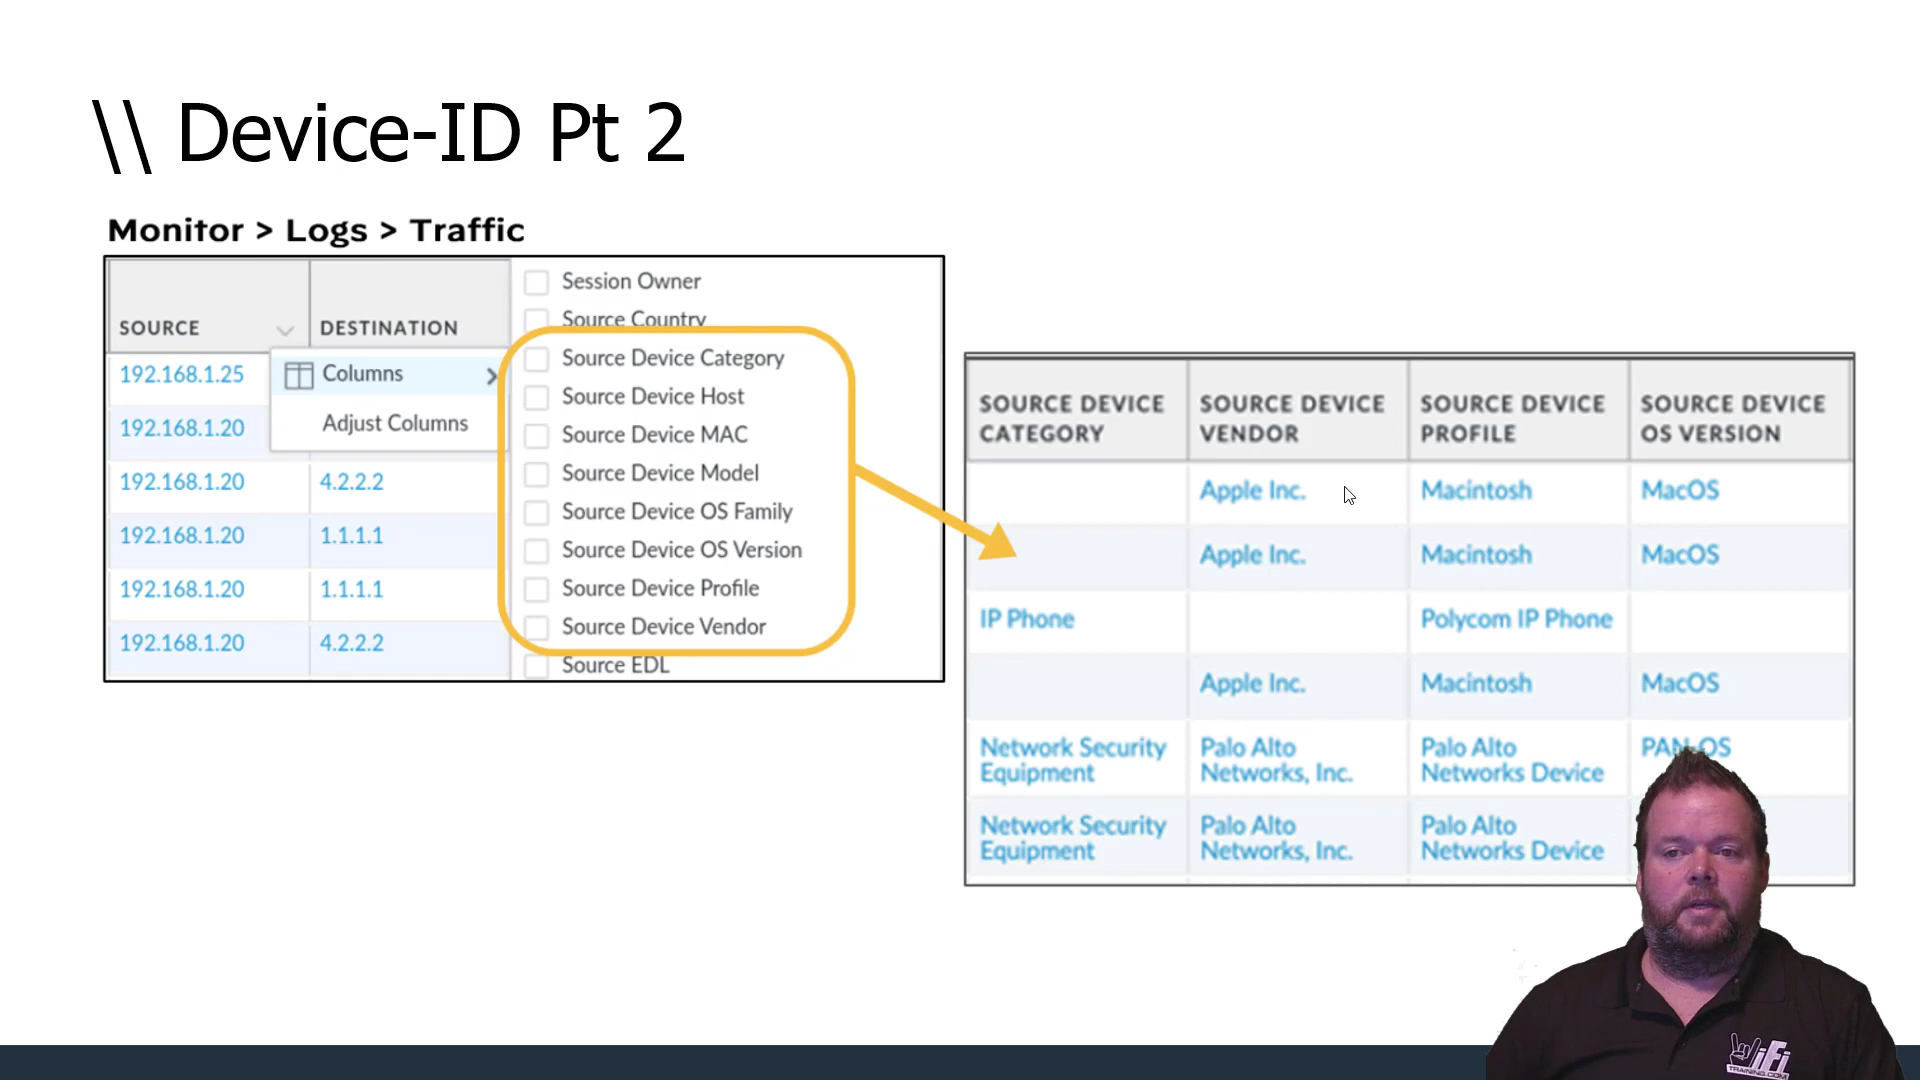 \\ Device-ID Pt 2
Monitor > Logs > Traffic
SOURCE
DESTINATION
192.168.1.25
192.168.1.20
192.168.1.20 4.2.2.2
192.168.1.20 1.1.1.1
192.168.1.20 1.1.1.1
192.168.1.20 4.2.2.2
Columns
Adjust Columns
Session Owner
Source Country
Source Device Category
Source Device Host
Source Device MAC
Source Device Model
Source Device OS Family
Source Device OS Version
Source Device Profile
Source Device Vendor
Source EDL
SOURCE DEVICE CATEGORY
SOURCE DEVICE VENDOR
SOURCE DEVICE PROFILE
SOURCE DEVICE OS VERSION
Apple Inc. Macintosh MacOS
Apple Inc. Macintosh MacOS
IP Phone Polycom IP Phone
Apple Inc. Macintosh MacOS
Network Security Equipment
Palo Alto Networks, Inc.
Palo Alto Networks Device
PAN-OS
Network Security Equipment
Palo Alto Networks, Inc.
Palo Alto Networks Device
WiFi
TRAINING.COM